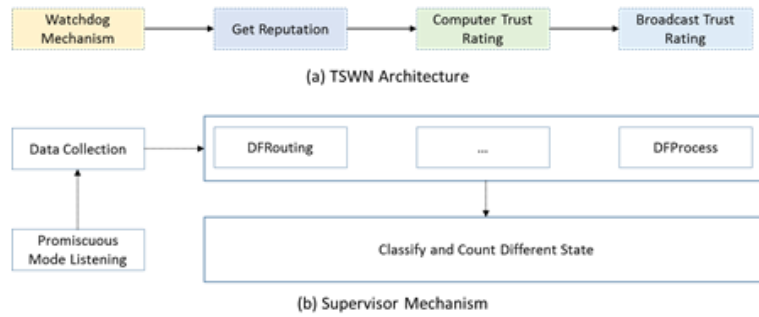 Watchdog
Mechanism
Get Reputation
Computer Trust
Rating
Broadcast Trust
Rating
(a) TSWN Architecture
Data Collection
DFRouting
...
DFProcess
Promiscuous
Mode Listening
Classify and Count Different State
(b) Supervisor Mechanism